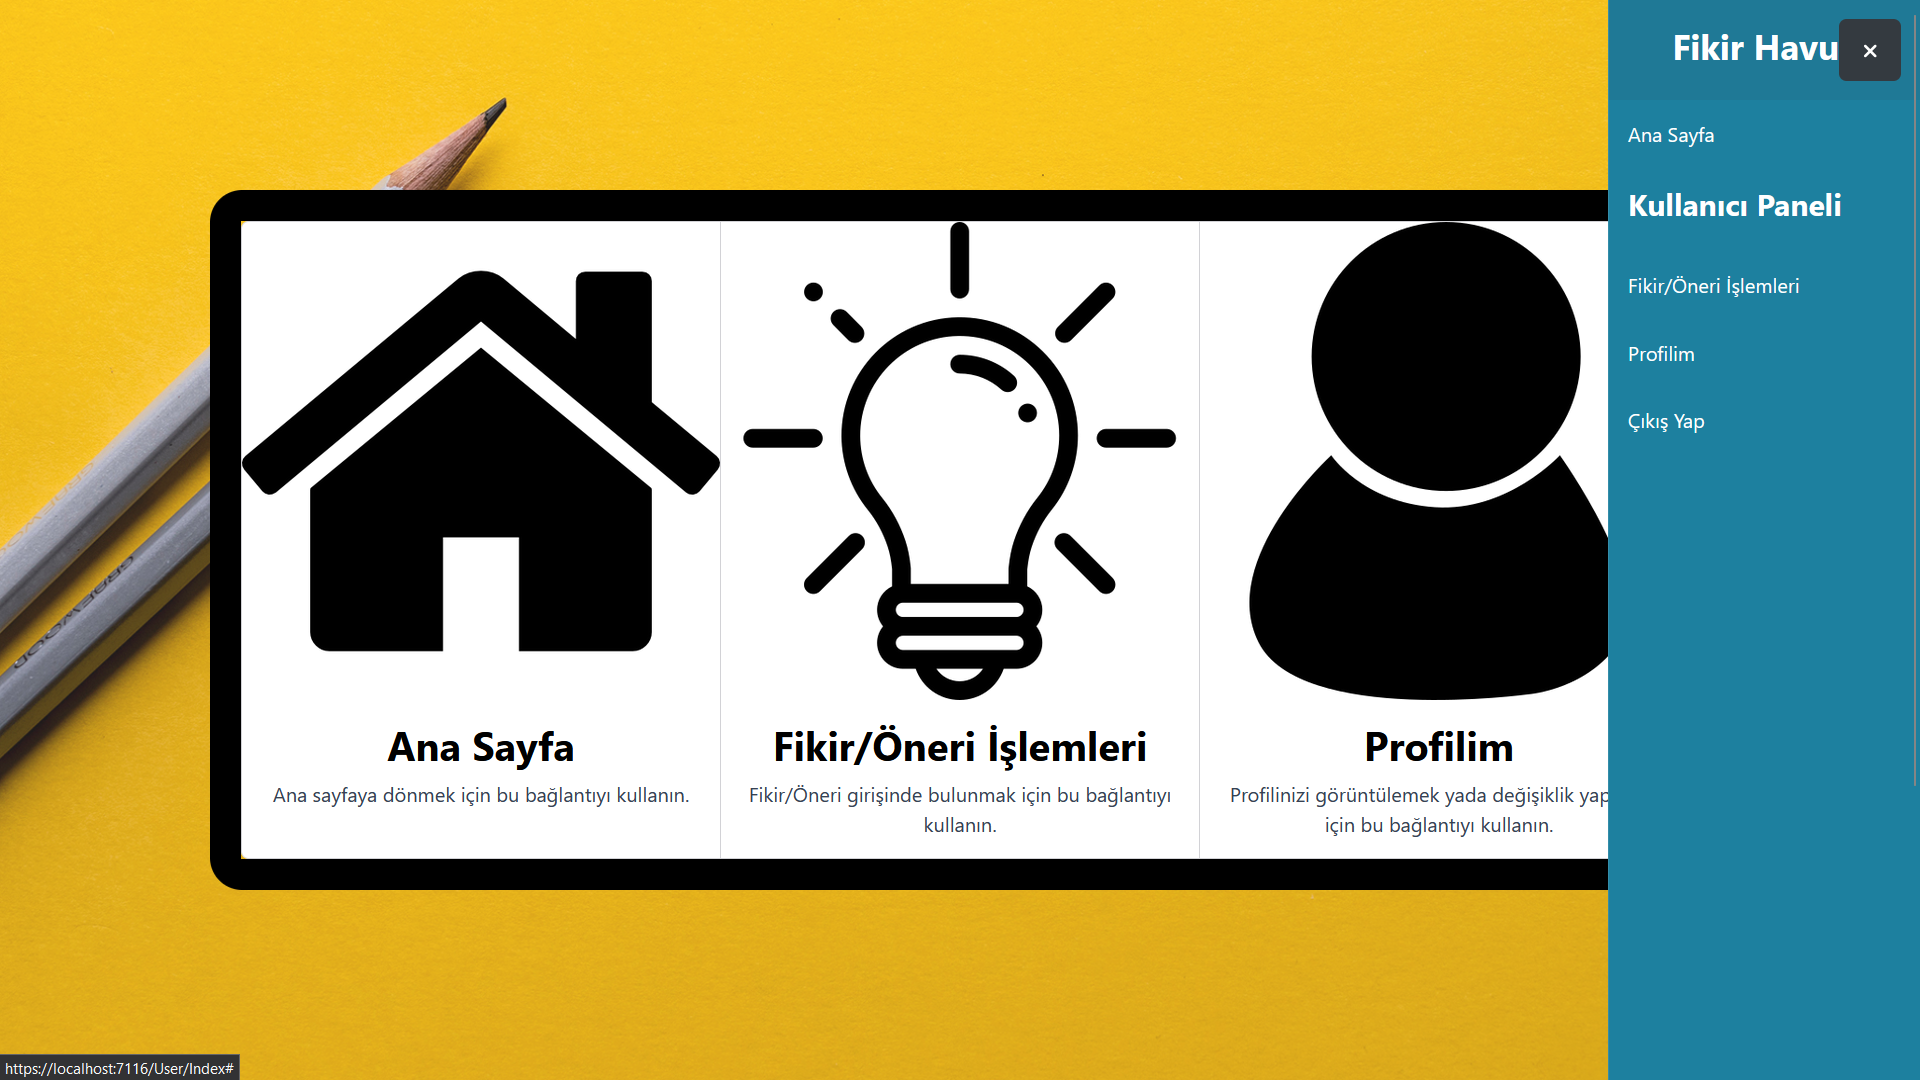 Fikir Havu
Ana Sayfa
Kullanıcı Paneli
Fikir/Öneri İşlemleri
Profilim
Çıkış Yap
Ana Sayfa
Ana sayfaya dönmek için bu bağlantıyı kullanın.
Fikir/Öneri İşlemleri
Fikir/Öneri girişinde bulunmak için bu bağlantıyı
kullanın.
Profilim
Profilinizi görüntülemek yada değişiklik yap
için bu bağlantıyı kullanın.
https://localhost:7116/User/Index#